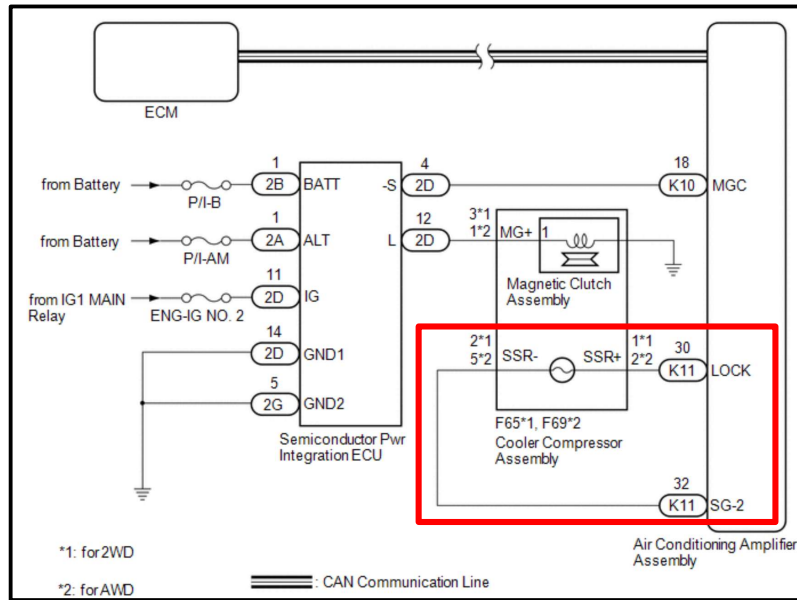 ECM
from Battery
P/I-B
1
2B
BATT
-S
4
2D
18
K10
MGC
from Battery
P/I-AM
1
2A
ALT
L
12
2D
3*1
1*2
MG+
1
Magnetic Clutch
Assembly
from IG1 MAIN
Relay
ENG-IG NO. 2
11
2D
IG
14
2D
GND1
5
2G
GND2
Semiconductor Pwr
Integration ECU
2*1
5*2
SSR-
SSR+
1*1
2*2
30
K11
LOCK
F65*1, F69*2
Cooler Compressor
Assembly
32
K11
SG-2
Air Conditioning Amplifier
Assembly
*1: for 2WD
*2: for AWD
: CAN Communication Line